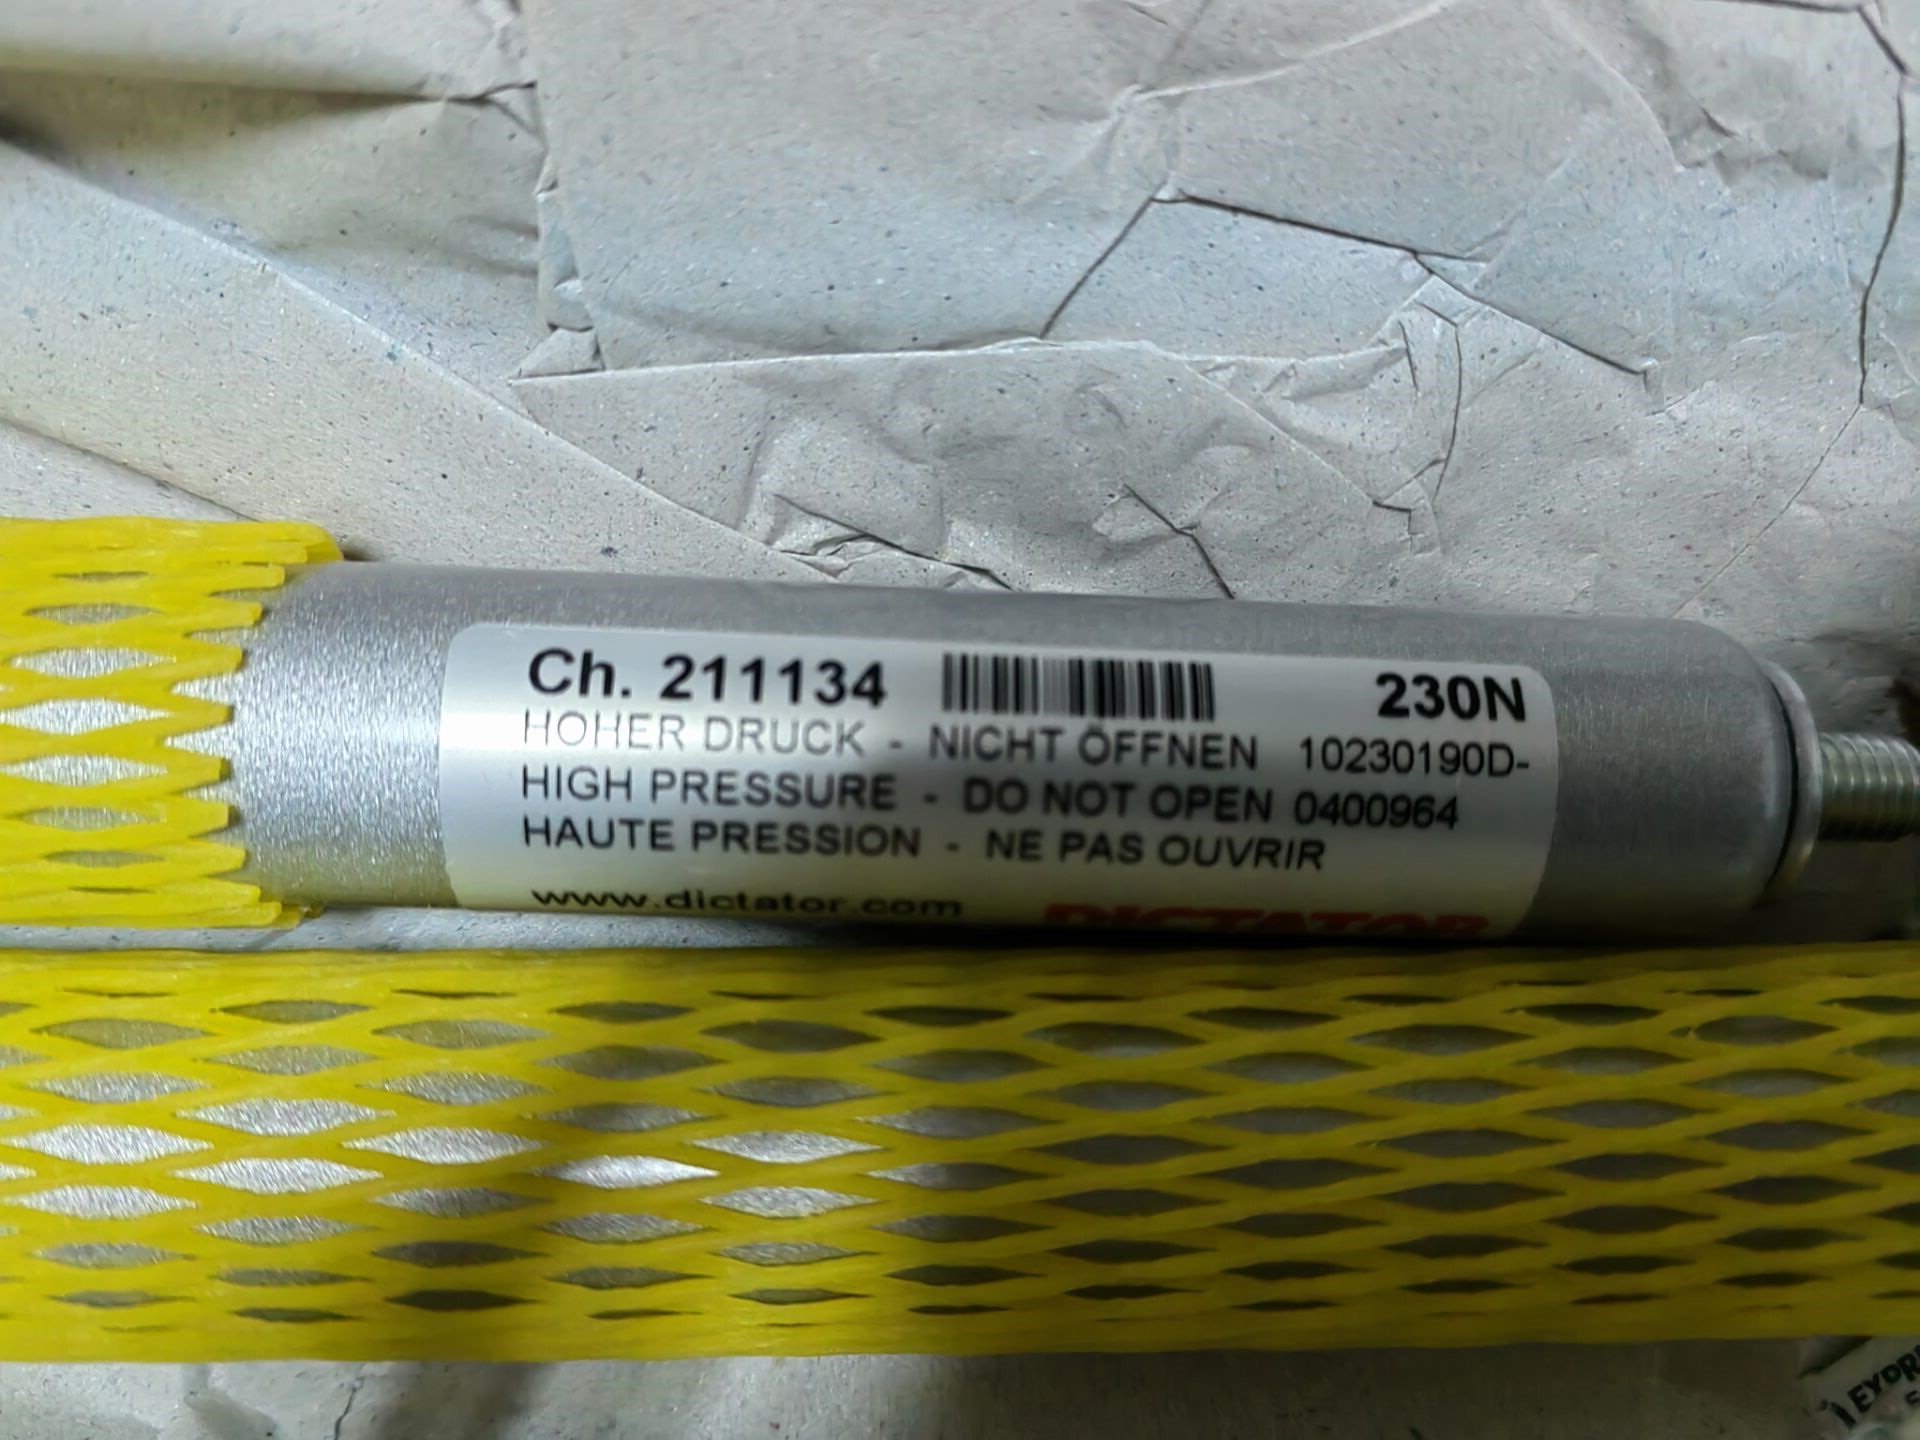 Ch. 211134 230N
HOHER DRUCK - NICHT ÖFFNEN 10230190D-
HIGH PRESSURE - DO NOT OPEN 0400964
HAUTE PRESSION - NE PAS OUVRIR
www.dictator.com DICTATOR